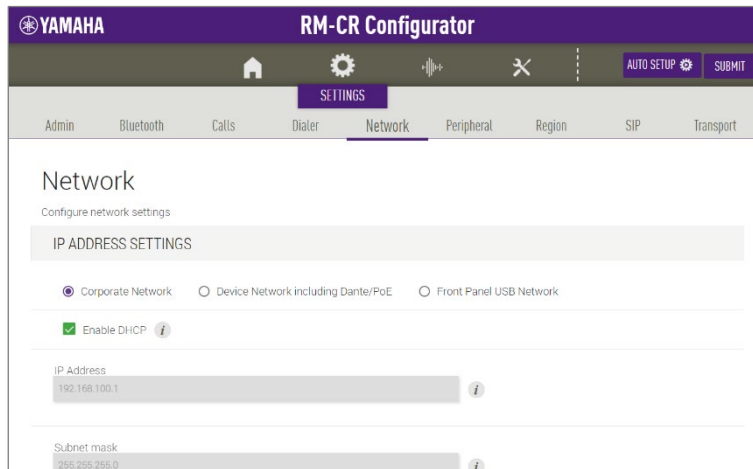 YAMAHA RM-CR Configurator
AUTO SETUP SUBMIT
SETTINGS
Admin Bluetooth Calls Dialer Network Peripheral Region SIP Transport
Network
Configure network settings
IP ADDRESS SETTINGS
Corporate Network Device Network including Dante/PoE Front Panel USB Network
Enable DHCP i
IP Address
192.168.100.1 i
Subnet mask
255.255.255.0 i